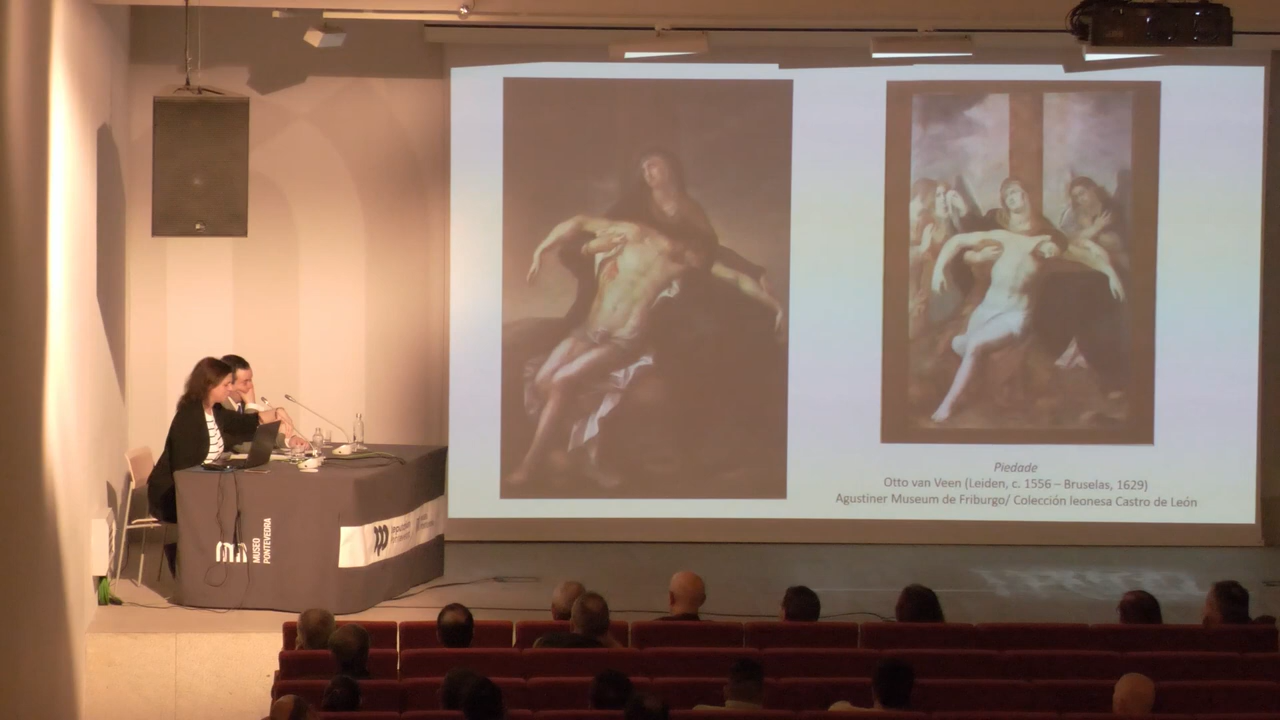 Piedade
Otto van Veen (Leiden, c. 1556 – Bruselas, 1629)
Agustiner Museum de Friburgo/ Colección leonesa Castro de León
MUSEO
PONTEVEDRA